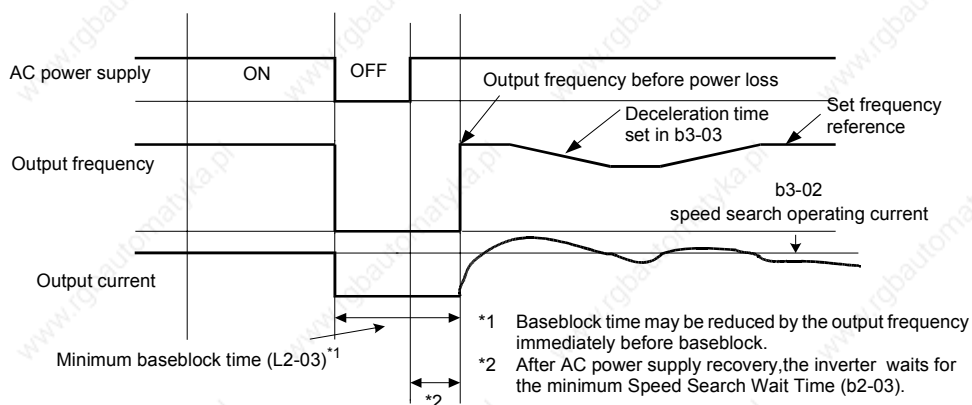 AC power supply
ON
OFF
Output frequency before power loss
Deceleration time
set in b3-03
Set frequency
reference
Output frequency
b3-02
speed search operating current
Output current
Minimum baseblock time (L2-03)*1
*1 Baseblock time may be reduced by the output frequency
immediately before baseblock.
*2 After AC power supply recovery,the inverter waits for
the minimum Speed Search Wait Time (b2-03).
*2
www.rgbautomatyka.pl